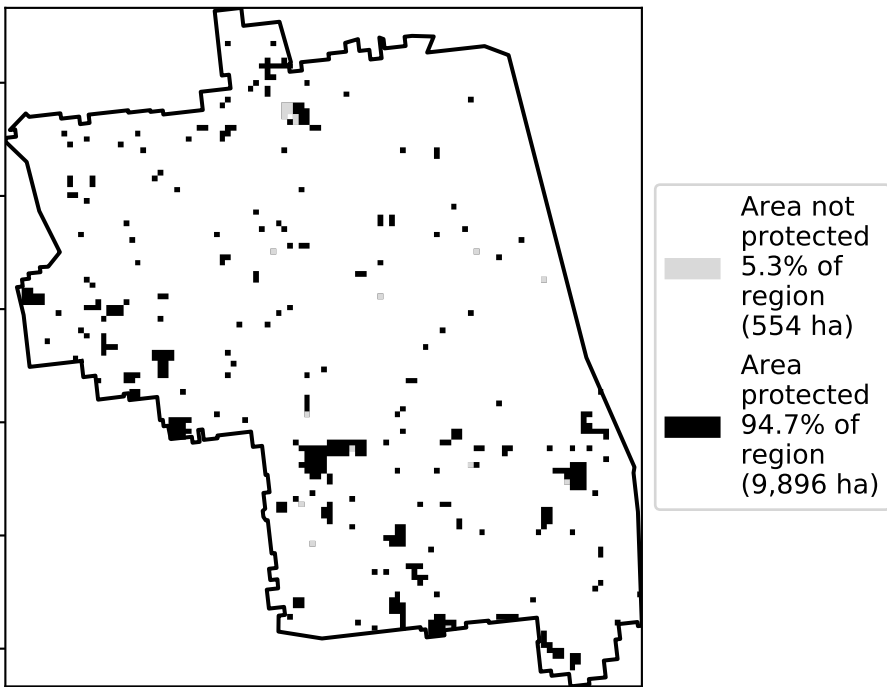 Area not
protected
5.3% of
region
(554 ha)
Area
protected
94.7% of
region
(9,896 ha)